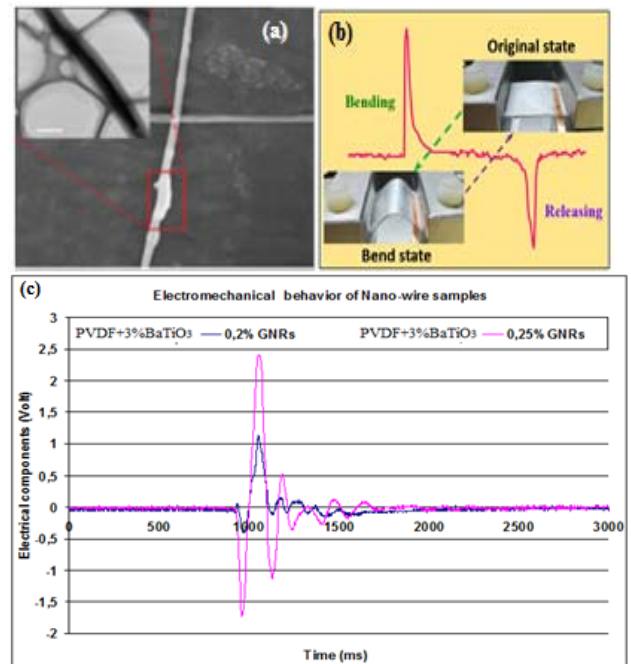 (a)
(b)
Original state
Bending
Releasing
Bend state
(c)
Electromechanical behavior of Nano-wire samples
PVDF+3%BaTiO3 0,2% GNRs PVDF+3%BaTiO3 0,25% GNRs
Electrical components (Volt)
3
2,5
2
1,5
1
0,5
0
-0,5
-1
-1,5
-2
0 500 1000 1500 2000 2500 3000
Time (ms)